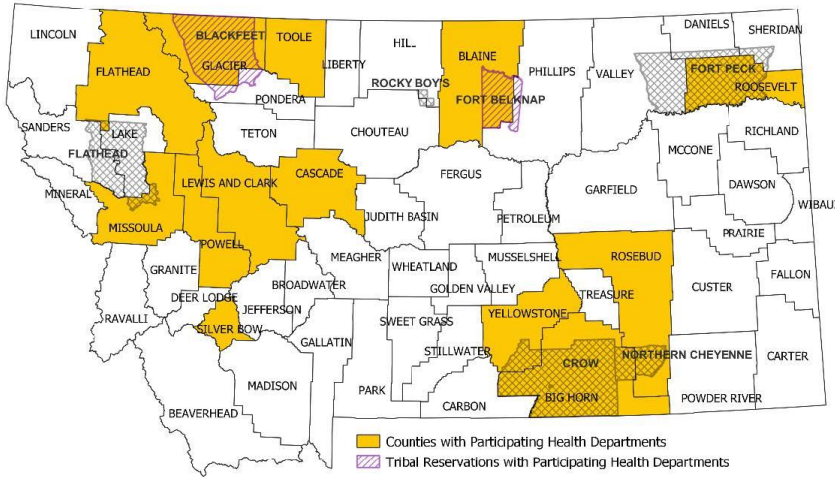 LINCOLN
FLATHEAD
BLACKFEET
GLACIER
TOOLE
LIBERTY
HILL
BLAINE
PHILLIPS
VALLEY
DANIELS
SHERIDAN
FORT PECK
ROOSEVELT
ROCKY BOY'S
FORT BELKNAP
PONDERA
SANDERS
LAKE
FLATHEAD
TETON
CHOUTEAU
RICHLAND
MCCONE
MINERAL
LEWIS AND CLARK
CASCADE
FERGUS
GARFIELD
DAWSON
WIBAUX
MISSOULA
JUDITH BASIN
PETROLEUM
PRAIRIE
POWELL
MEAGHER
MUSSELSHELL
ROSEBUD
GRANITE
WHEATLAND
FALLON
DEER LODGE
BROADWATER
GOLDEN VALLEY
TREASURE
CUSTER
RAVALLI
JEFFERSON
SILVER BOW
SWEET GRASS
YELLOWSTONE
GALLATIN
STILLWATER
CROW
NORTHERN CHEYENNE
CARTER
MADISON
PARK
BIG HORN
POWDER RIVER
BEAVERHEAD
CARBON
Counties with Participating Health Departments
Tribal Reservations with Participating Health Departments